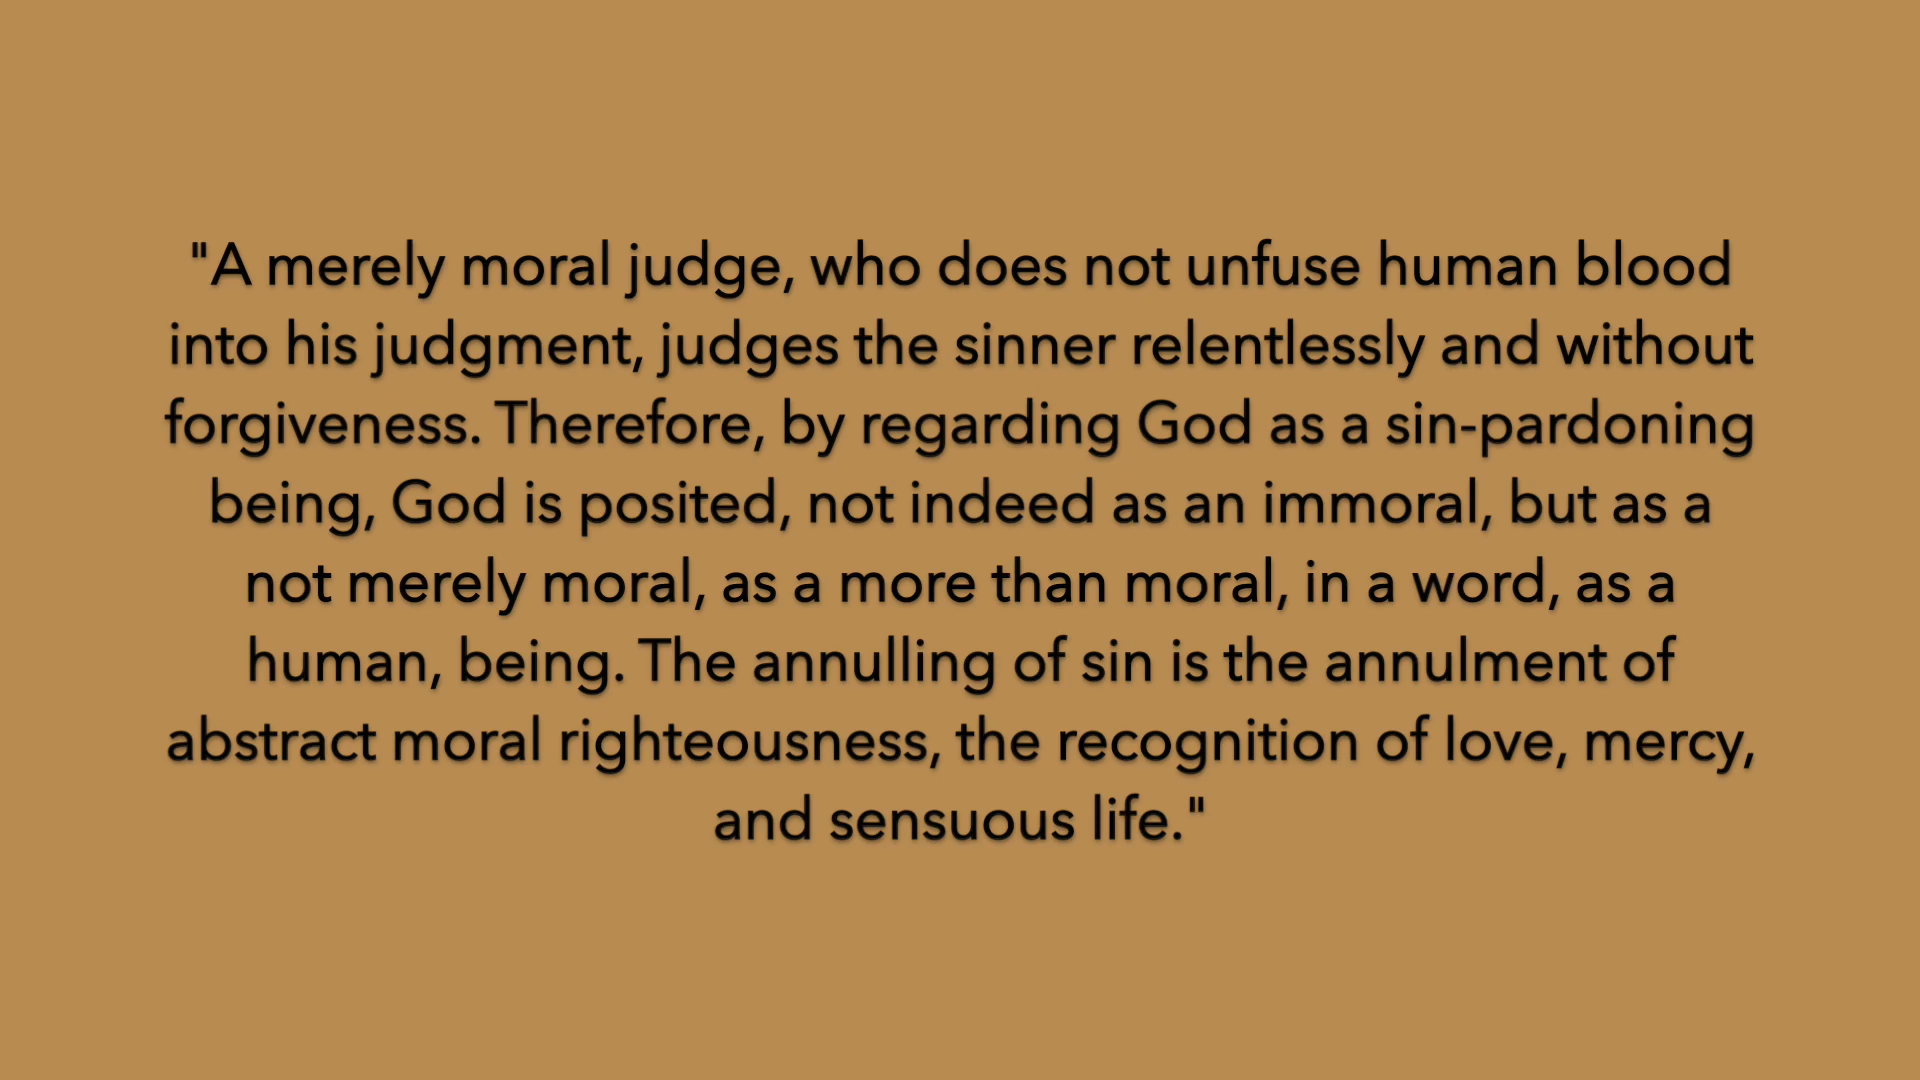 "A merely moral judge, who does not unfuse human blood
into his judgment, judges the sinner relentlessly and without
forgiveness. Therefore, by regarding God as a sin-pardoning
being, God is posited, not indeed as an immoral, but as a
not merely moral, as a more than moral, in a word, as a
human, being. The annulling of sin is the annulment of
abstract moral righteousness, the recognition of love, mercy,
and sensuous life."